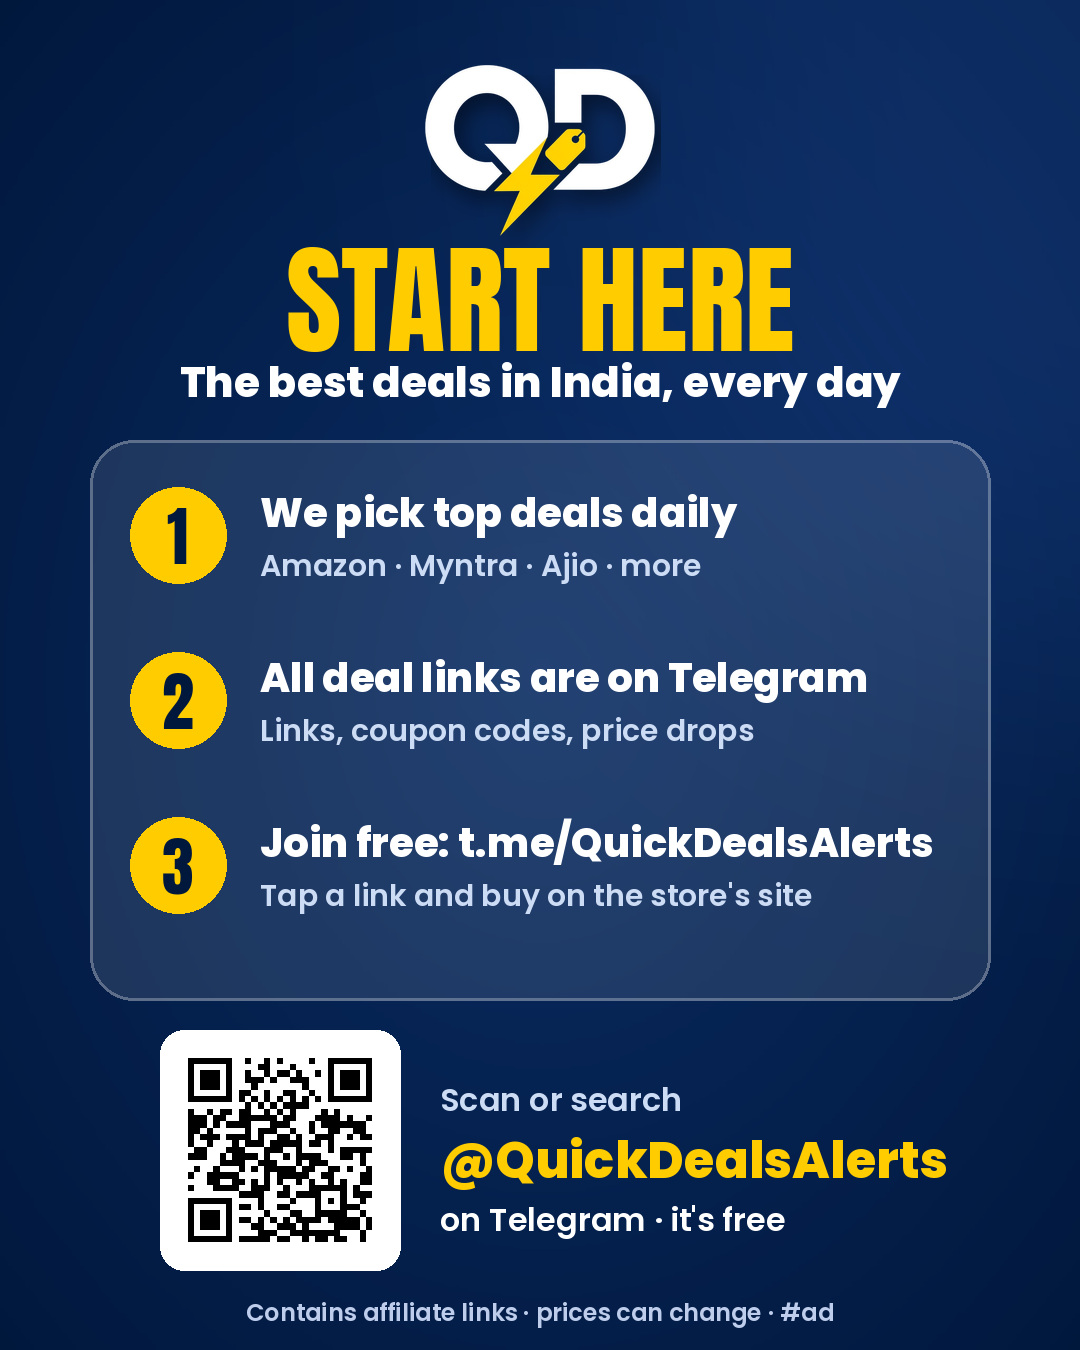 QD
START HERE
The best deals in India, every day
1
We pick top deals daily
Amazon · Myntra · Ajio · more
2
All deal links are on Telegram
Links, coupon codes, price drops
3
Join free: t.me/QuickDealsAlerts
Tap a link and buy on the store's site
Scan or search
@QuickDealsAlerts
on Telegram · it's free
Contains affiliate links · prices can change · #ad